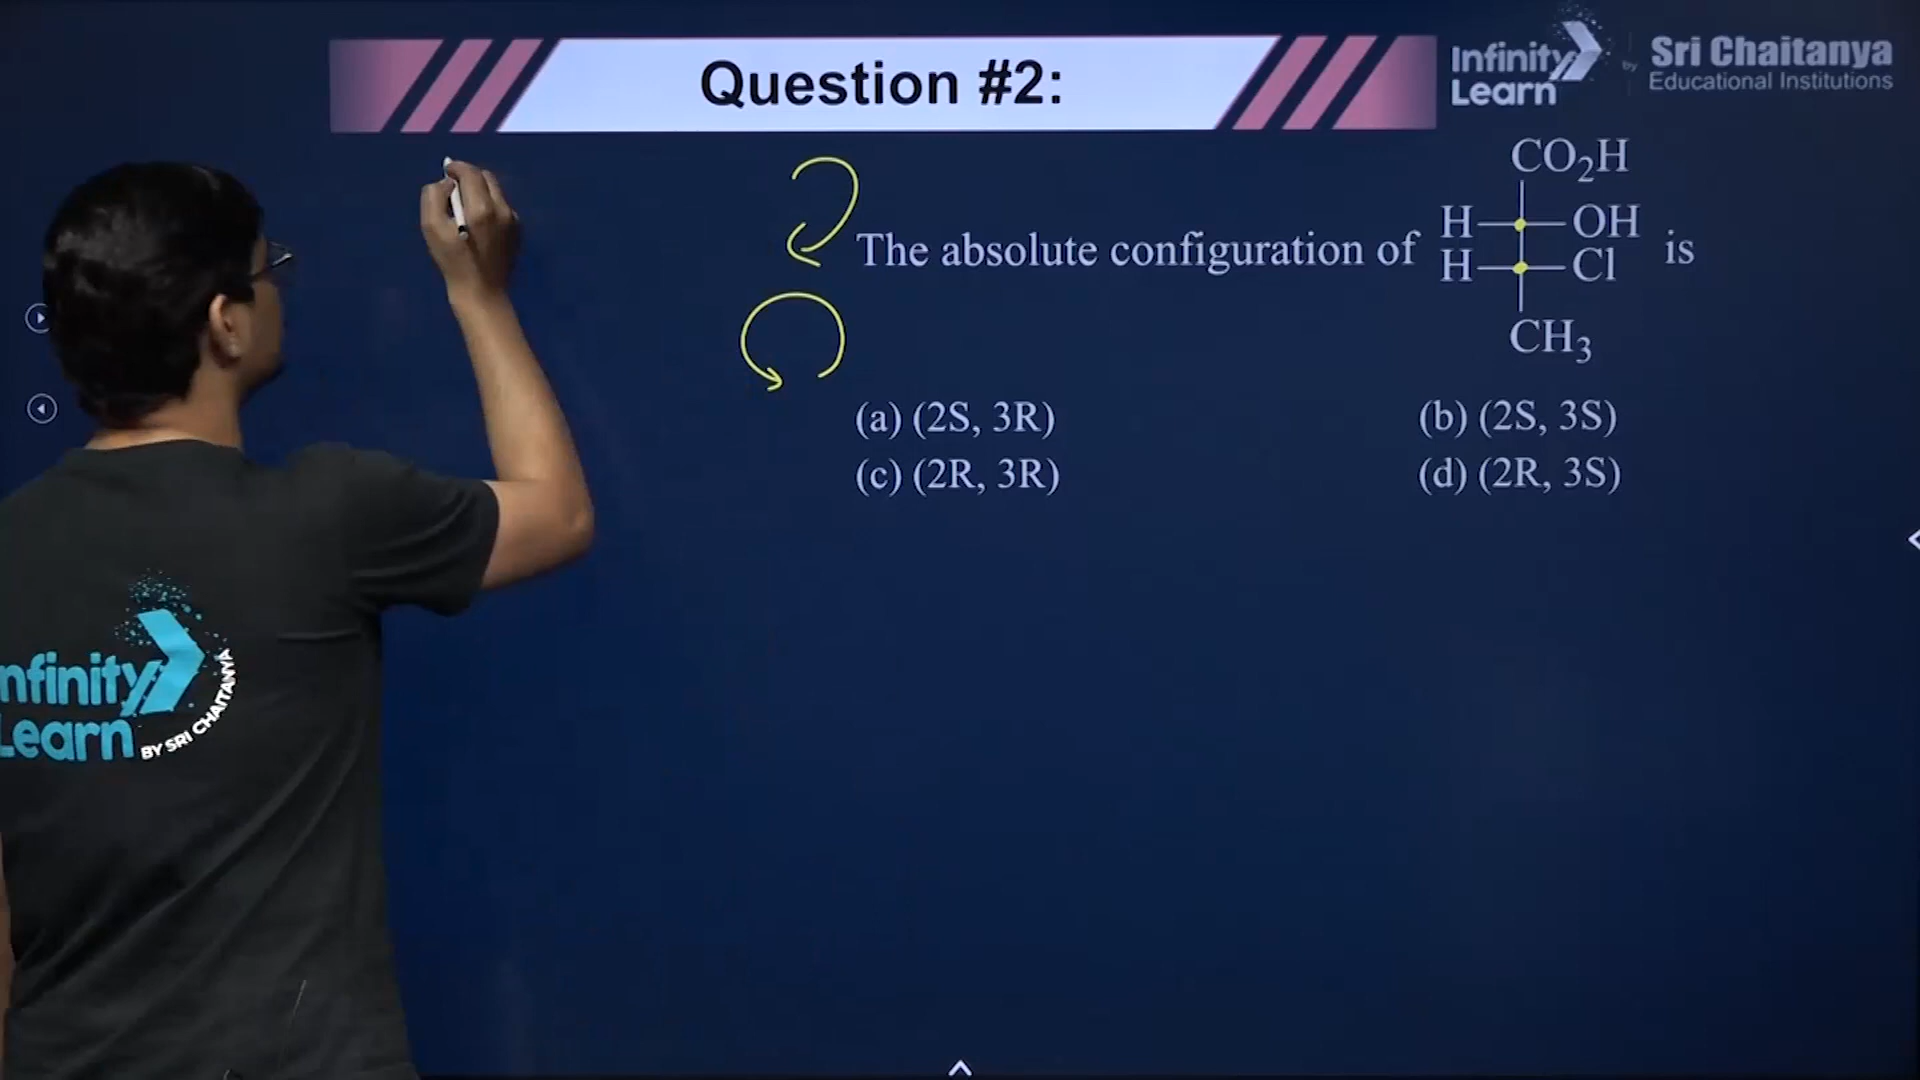 Question #2:
Infinity Learn by Sri Chaitanya Educational Institutions
CO₂H
H OH
The absolute configuration of is
H Cl
CH₃
(a) (2S, 3R) (b) (2S, 3S)
(c) (2R, 3R) (d) (2R, 3S)
nfinity
Learn
BY SRI CHAITANYA